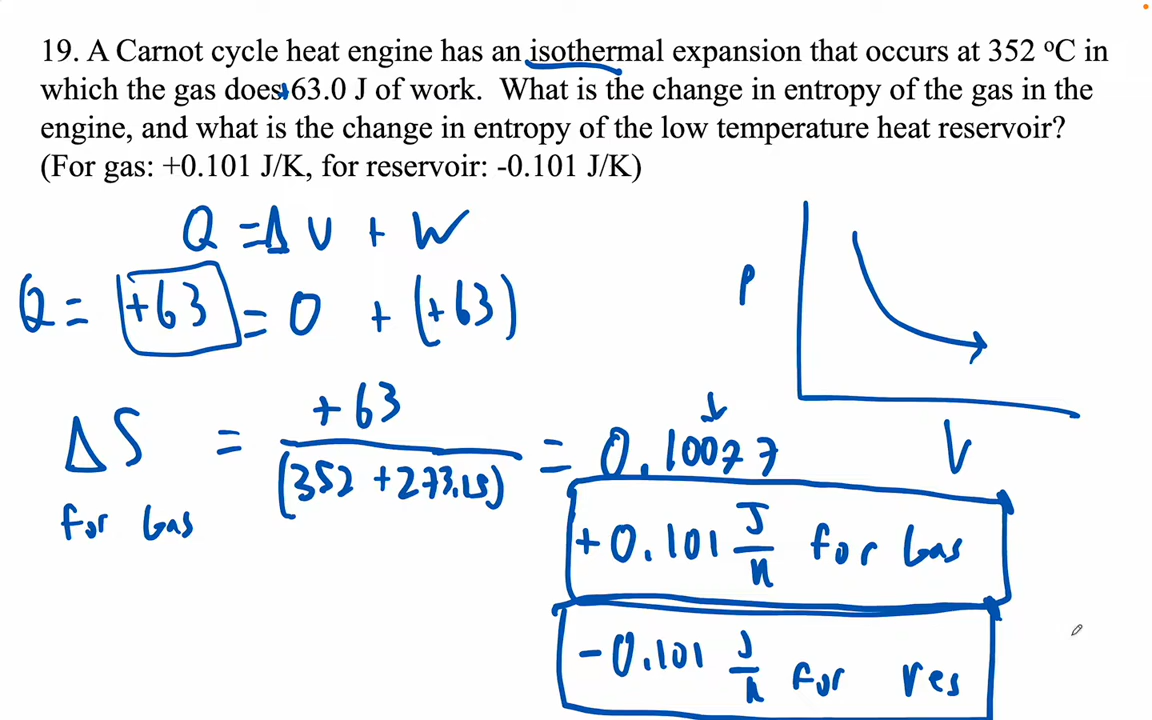 19. A Carnot cycle heat engine has an isothermal expansion that occurs at 352 °C in
which the gas does +63.0 J of work. What is the change in entropy of the gas in the
engine, and what is the change in entropy of the low temperature heat reservoir?
(For gas: +0.101 J/K, for reservoir: -0.101 J/K)
Q = Δ U + W
Q = +63 = 0 + (+63)
P
V
ΔS = +63 / (352 + 273.15) = 0.10077
for Gas
+0.101 J/K for Gas
-0.101 J/K for res